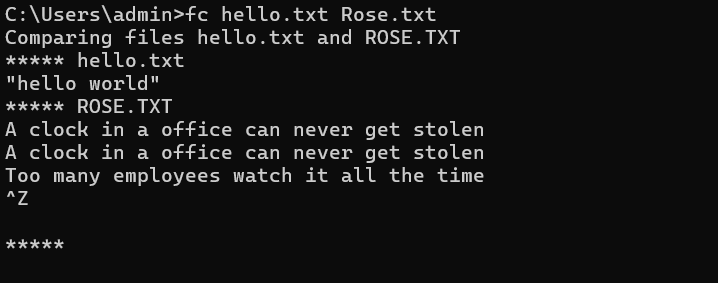 C:\Users\admin>fc hello.txt Rose.txt
Comparing files hello.txt and ROSE.TXT
***** hello.txt
"hello world"
***** ROSE.TXT
A clock in a office can never get stolen
A clock in a office can never get stolen
Too many employees watch it all the time
^Z
*****